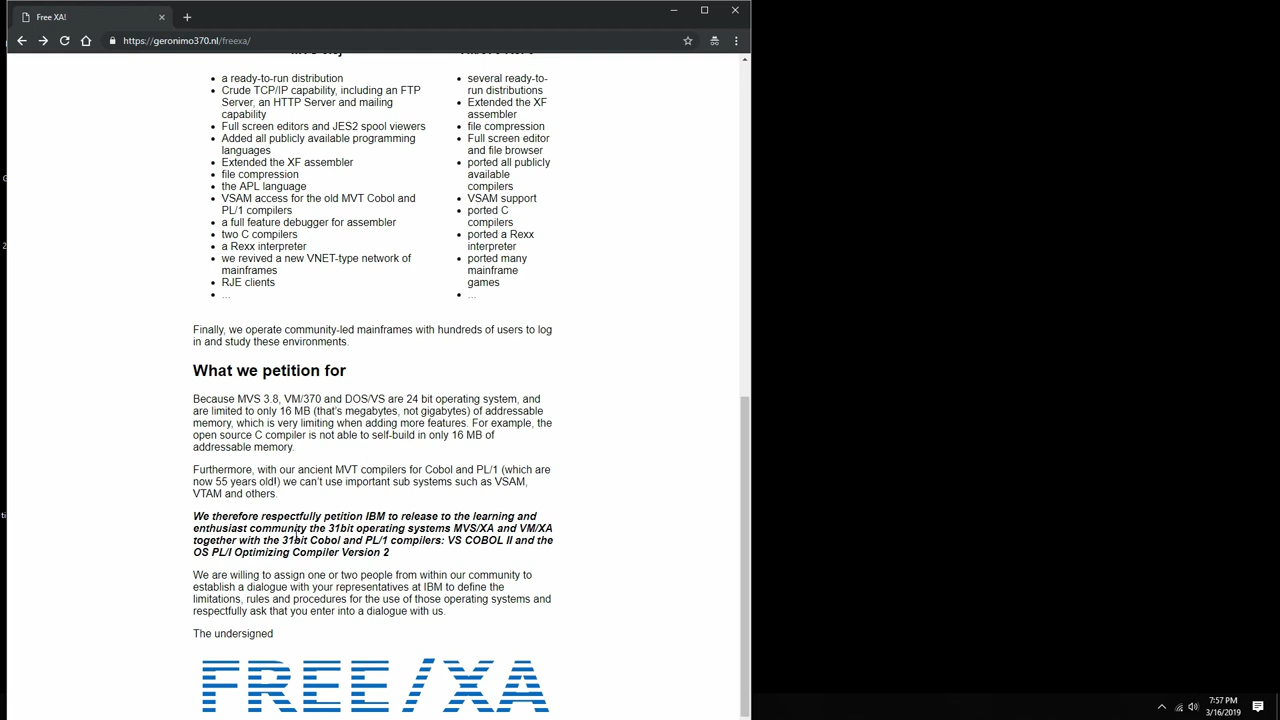 Free XA!
https://geronimo370.nl/freexa/
a ready-to-run distribution
Crude TCP/IP capability, including an FTP
Server, an HTTP Server and mailing
capability
Full screen editors and JES2 spool viewers
Added all publicly available programming
languages
Extended the XF assembler
file compression
the APL language
VSAM access for the old MVT Cobol and
PL/1 compilers
a full feature debugger for assembler
two C compilers
a Rexx interpreter
we revived a new VNET-type network of
mainframes
RJE clients
...
several ready-to-
run distributions
Extended the XF
assembler
file compression
Full screen editor
and file browser
ported all publicly
available
compilers
VSAM support
ported C
compilers
ported a Rexx
interpreter
ported many
mainframe
games
...
Finally, we operate community-led mainframes with hundreds of users to log
in and study these environments.
What we petition for
Because MVS 3.8, VM/370 and DOS/VS are 24 bit operating system, and
are limited to only 16 MB (that's megabytes, not gigabytes) of addressable
memory, which is very limiting when adding more features. For example, the
open source C compiler is not able to self-build in only 16 MB of
addressable memory.
Furthermore, with our ancient MVT compilers for Cobol and PL/1 (which are
now 55 years old!) we can't use important sub systems such as VSAM,
VTAM and others.
We therefore respectfully petition IBM to release to the learning and
enthusiast community the 31bit operating systems MVS/XA and VM/XA
together with the 31bit Cobol and PL/1 compilers: VS COBOL II and the
OS PL/I Optimizing Compiler Version 2
We are willing to assign one or two people from within our community to
establish a dialogue with your representatives at IBM to define the
limitations, rules and procedures for the use of those operating systems and
respectfully ask that you enter into a dialogue with us.
The undersigned
FREE/XA
7:57 PM
3/16/2019